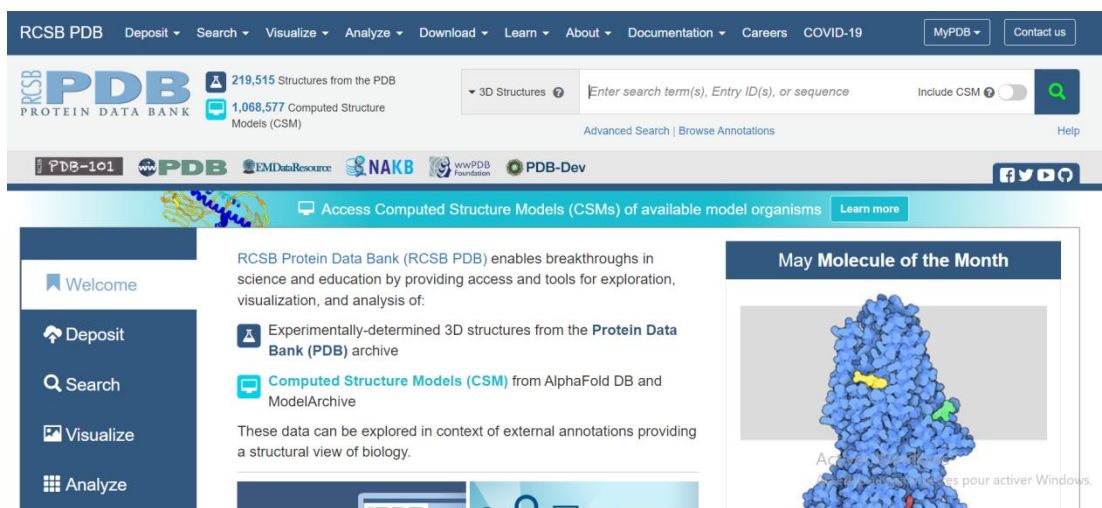 RCSB PDB Deposit Search Visualize Analyze Download Learn About Documentation Careers COVID-19 MyPDB Contact us
RCSB
PDB
PROTEIN DATA BANK
219,515 Structures from the PDB
1,068,577 Computed Structure
Models (CSM)
3D Structures
Enter search term(s), Entry ID(s), or sequence
Include CSM
Advanced Search | Browse Annotations
Help
PDB-101
PDB
EMDataResource
NAKB
wwPDB
Foundation
PDB-Dev
Access Computed Structure Models (CSMs) of available model organisms Learn more
Welcome
Deposit
Search
Visualize
Analyze
RCSB Protein Data Bank (RCSB PDB) enables breakthroughs in
science and education by providing access and tools for exploration,
visualization, and analysis of:
Experimentally-determined 3D structures from the Protein Data
Bank (PDB) archive
Computed Structure Models (CSM) from AlphaFold DB and
ModelArchive
These data can be explored in context of external annotations providing
a structural view of biology.
May Molecule of the Month
pour activer Windows.